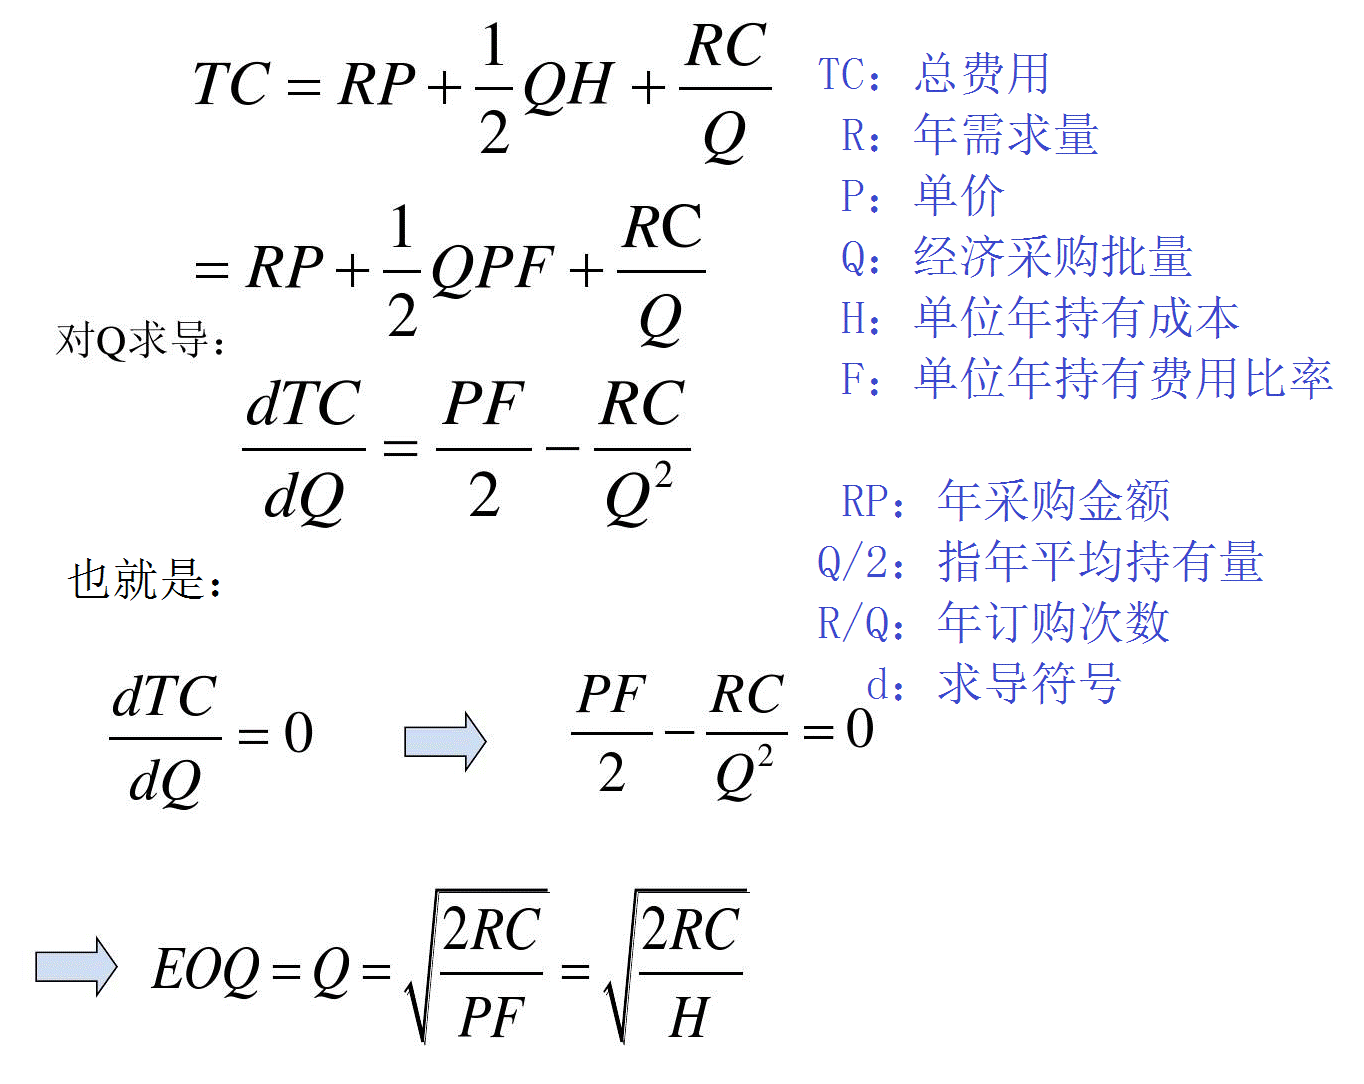 TC = RP + \frac{1}{2} QH + \frac{RC}{Q}
= RP + \frac{1}{2} QPF + \frac{RC}{Q}
对Q求导：
\frac{dTC}{dQ} = \frac{PF}{2} - \frac{RC}{Q^2}
也就是：
\frac{dTC}{dQ} = 0 ⇨ \frac{PF}{2} - \frac{RC}{Q^2} = 0
⇨ EOQ = Q = \sqrt{\frac{2RC}{PF}} = \sqrt{\frac{2RC}{H}}
TC：总费用
R：年需求量
P：单价
Q：经济采购批量
H：单位年持有成本
F：单位年持有费用比率
RP：年采购金额
Q/2：指年平均持有量
R/Q：年订购次数
d：求导符号